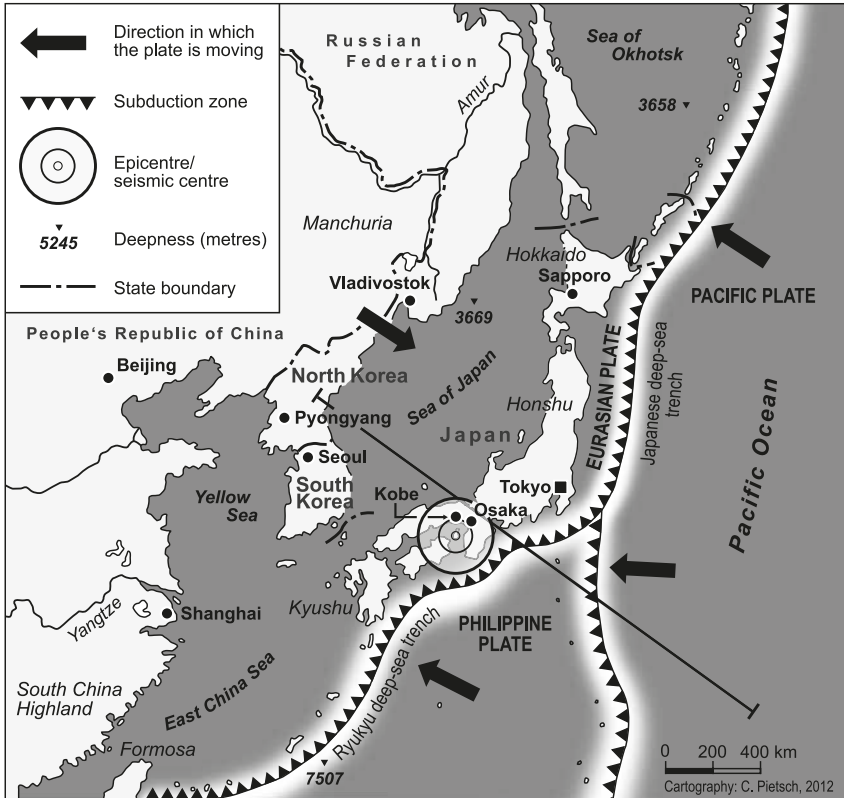 Direction in which
the plate is moving
Subduction zone
Epicentre/
seismic centre
5245
Deepness (metres)
State boundary
Russian
Federation
Amur
Sea of
Okhotsk
3658
Manchuria
Vladivostok
Hokkaido
Sapporo
PACIFIC PLATE
3669
People‘s Republic of China
Beijing
North Korea
Pyongyang
Sea of Japan
Honshu
Japan
EURASIAN PLATE
Japanese deep-sea
trench
Pacific Ocean
Seoul
South
Korea
Yellow
Sea
Kobe
Osaka
Tokyo
Kyushu
Yangtze
Shanghai
PHILIPPINE
PLATE
Ryukyu deep-sea trench
East China Sea
South China
Highland
Formosa
7507
0 200 400 km
Cartography: C. Pietsch, 2012